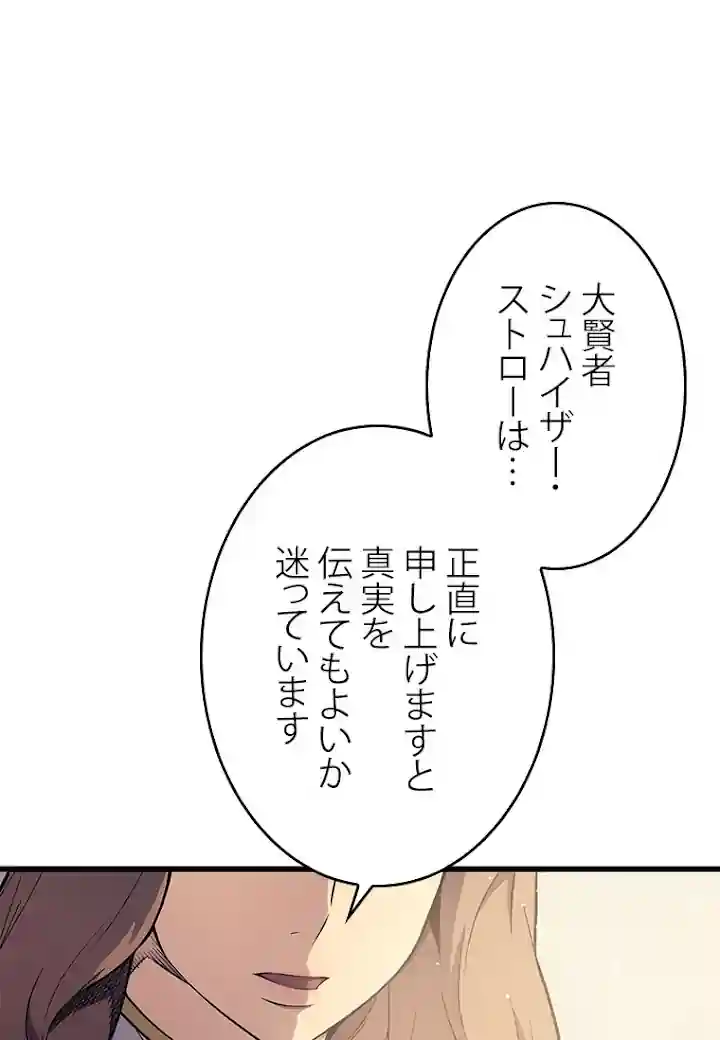 大賢者
シュハイザー・
ストローは…
正直に
申し上げますと
真実を
伝えてもよいか
迷っています